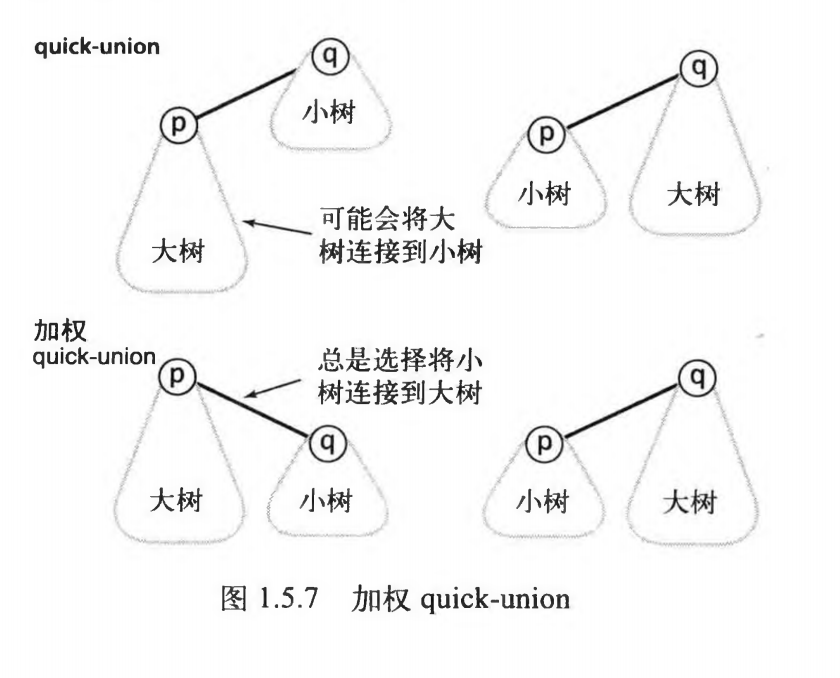 quick-union
q
小树
p
大树
可能会将大
树连接到小树
q
p
小树
大树
加权
quick-union
p
总是选择将小
树连接到大树
q
大树
小树
q
p
小树
大树
图 1.5.7 加权 quick-union